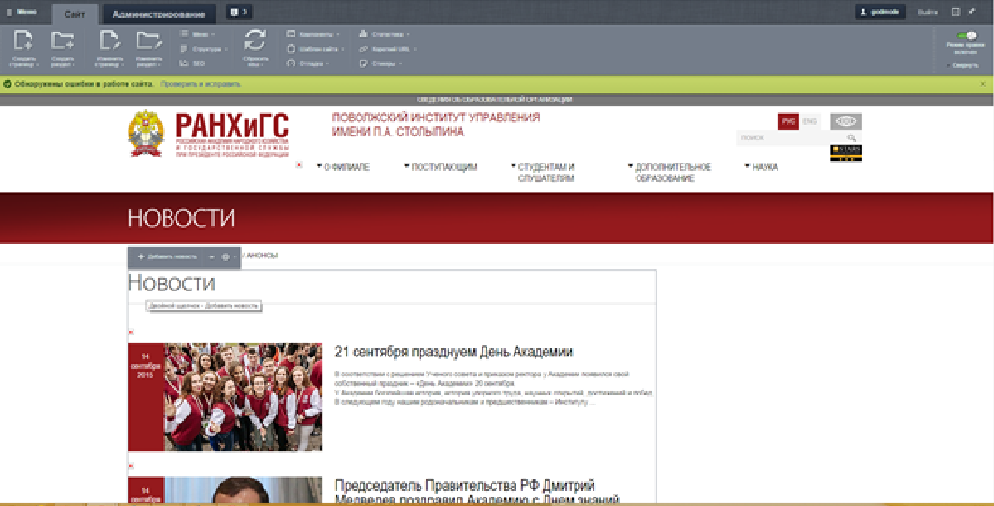 Меню
Сайт
Администрирование
3
godmode
Выйти
Создать страницу
Создать раздел
Изменить страницу
Изменить раздел
Меню
Структура
SEO
Сбросить кеш
Компоненты
Шаблон сайта
Отладка
Статистика
Короткий URL
Стикеры
Режим правки включен
Свернуть
Обнаружены ошибки в работе сайта. Проверить и исправить.
СВЕДЕНИЯ ОБ ОБРАЗОВАТЕЛЬНОЙ ОРГАНИЗАЦИИ
РАНХиГС
РОССИЙСКАЯ АКАДЕМИЯ НАРОДНОГО ХОЗЯЙСТВА
И ГОСУДАРСТВЕННОЙ СЛУЖБЫ
ПРИ ПРЕЗИДЕНТЕ РОССИЙСКОЙ ФЕДЕРАЦИИ
ПОВОЛЖСКИЙ ИНСТИТУТ УПРАВЛЕНИЯ
ИМЕНИ П.А. СТОЛЫПИНА
РУС ENG
ПОИСК
STARS
О ФИЛИАЛЕ
ПОСТУПАЮЩИМ
СТУДЕНТАМ И
СЛУШАТЕЛЯМ
ДОПОЛНИТЕЛЬНОЕ
ОБРАЗОВАНИЕ
НАУКА
НОВОСТИ
Добавить новость
/ АНОНСЫ
Новости
Двойной щелчок - Добавить новость
14
сентября
2015
21 сентября празднуем День Академии
В соответствии с решением Ученого совета и приказом ректора у Академии появился свой
собственный праздник – «День Академии» 20 сентября.
У Академии богатейшая история, история упорного труда, научных открытий, достижений и побед.
В следующем году нашим родоначальникам и предшественникам – Институту ...
14
сентября
Председатель Правительства РФ Дмитрий
Медведев поздравил Академию с Днем знаний